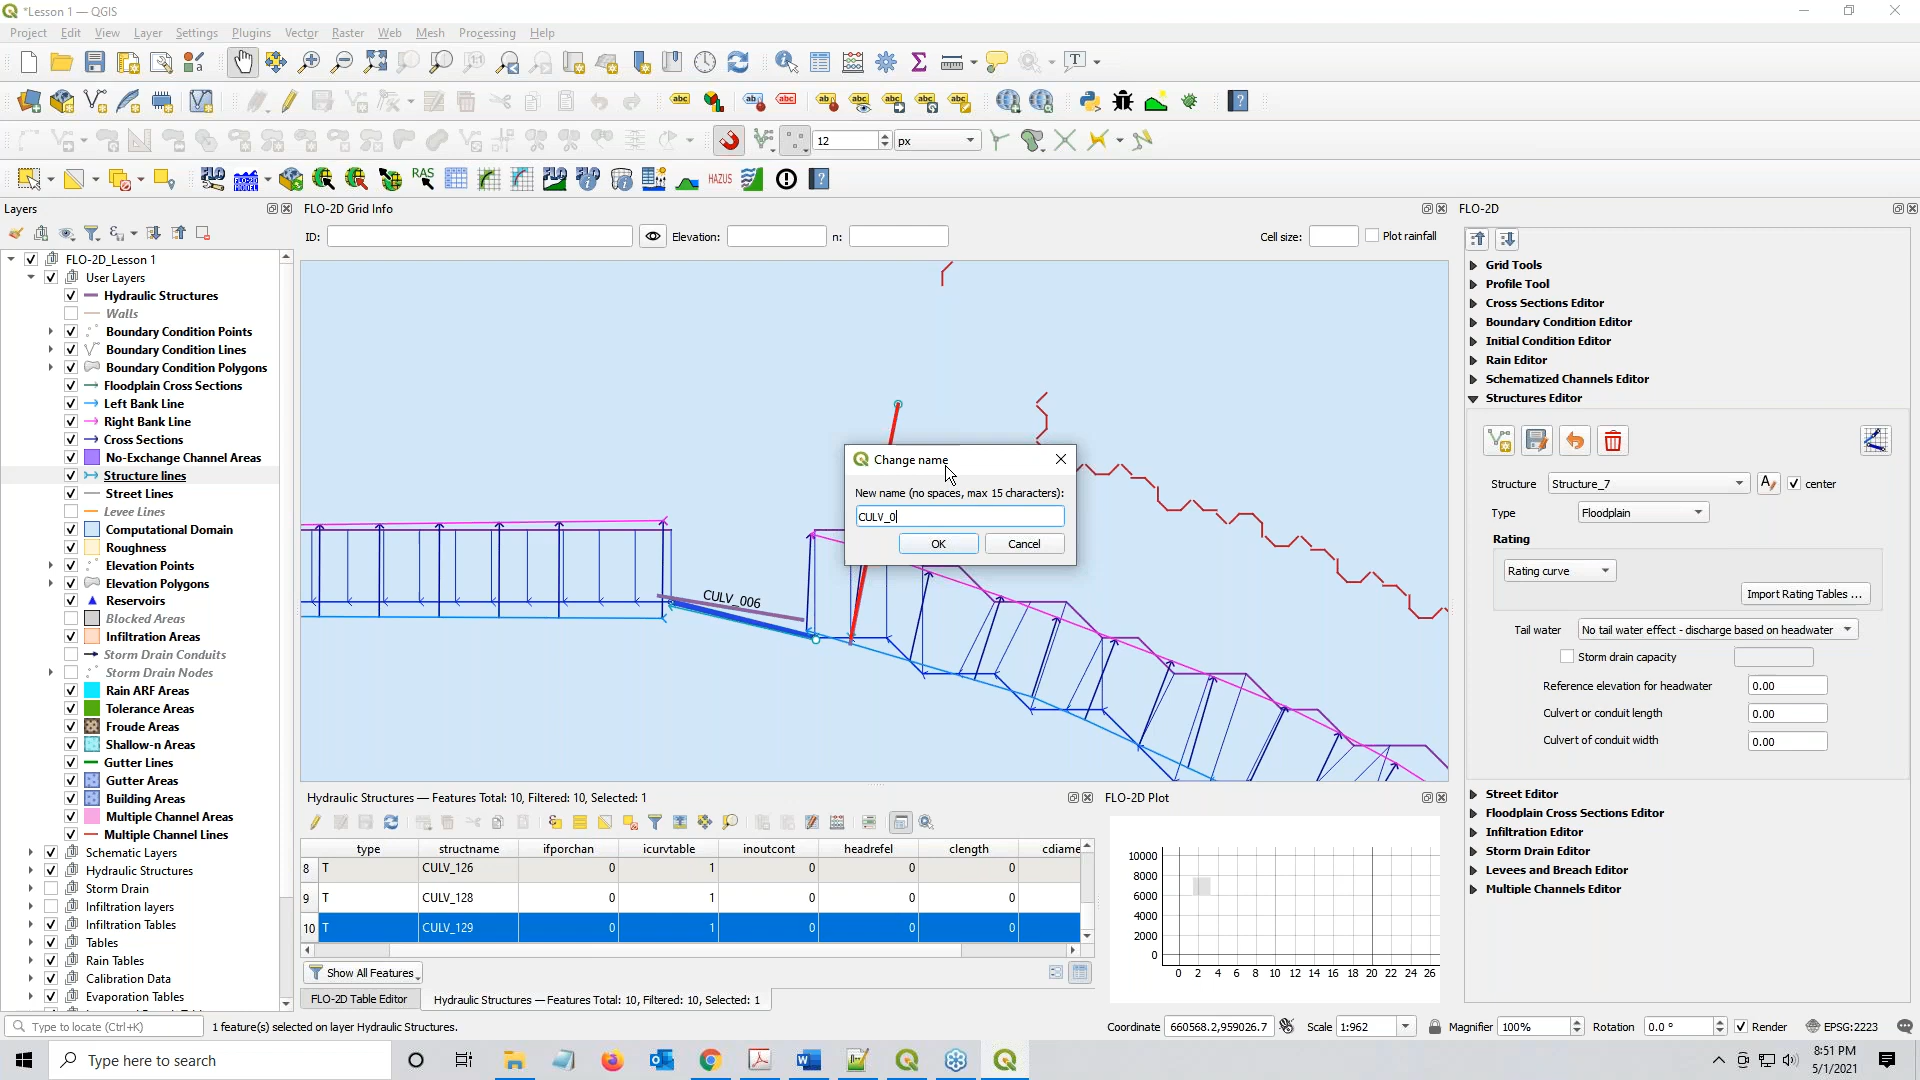 *Lesson 1 — QGIS
Project Edit View Layer Settings Plugins Vector Raster Web Mesh Processing Help
12 px
RAS HAZUS
Layers
FLO-2D Grid Info
FLO-2D
ID: Elevation: n: Cell size: Plot rainfall
FLO-2D_Lesson 1
User Layers
Hydraulic Structures
Walls
Boundary Condition Points
Boundary Condition Lines
Boundary Condition Polygons
Floodplain Cross Sections
Left Bank Line
Right Bank Line
Cross Sections
No-Exchange Channel Areas
Structure lines
Street Lines
Levee Lines
Computational Domain
Roughness
Elevation Points
Elevation Polygons
Reservoirs
Blocked Areas
Infiltration Areas
Storm Drain Conduits
Storm Drain Nodes
Rain ARF Areas
Tolerance Areas
Froude Areas
Shallow-n Areas
Gutter Lines
Gutter Areas
Building Areas
Multiple Channel Areas
Multiple Channel Lines
Schematic Layers
Hydraulic Structures
Storm Drain
Infiltration layers
Infiltration Tables
Tables
Rain Tables
Calibration Data
Evaporation Tables
CULV_006
Change name
New name (no spaces, max 15 characters):
CULV_0
OK Cancel
Grid Tools
Profile Tool
Cross Sections Editor
Boundary Condition Editor
Initial Condition Editor
Rain Editor
Schematized Channels Editor
Structures Editor
Structure Structure_7 center
Type Floodplain
Rating
Rating curve
Import Rating Tables ...
Tail water No tail water effect - discharge based on headwater
Storm drain capacity
Reference elevation for headwater 0.00
Culvert or conduit length 0.00
Culvert of conduit width 0.00
Street Editor
Floodplain Cross Sections Editor
Infiltration Editor
Storm Drain Editor
Levees and Breach Editor
Multiple Channels Editor
Hydraulic Structures — Features Total: 10, Filtered: 10, Selected: 1
type structname ifporchan icurvtable inoutcont headrefel clength cdiame
8 T CULV_126 0 1 0 0 0
9 T CULV_128 0 1 0 0 0
10 T CULV_129 0 1 0 0 0
Show All Features
FLO-2D Table Editor
Hydraulic Structures — Features Total: 10, Filtered: 10, Selected: 1
FLO-2D Plot
10000
8000
6000
4000
2000
0
0 2 4 6 8 10 12 14 16 18 20 22 24 26
Type to locate (Ctrl+K)
1 feature(s) selected on layer Hydraulic Structures.
Coordinate 660568.2,959026.7 Scale 1:962 Magnifier 100% Rotation 0.0 ° Render EPSG:2223
Type here to search
8:51 PM
5/1/2021